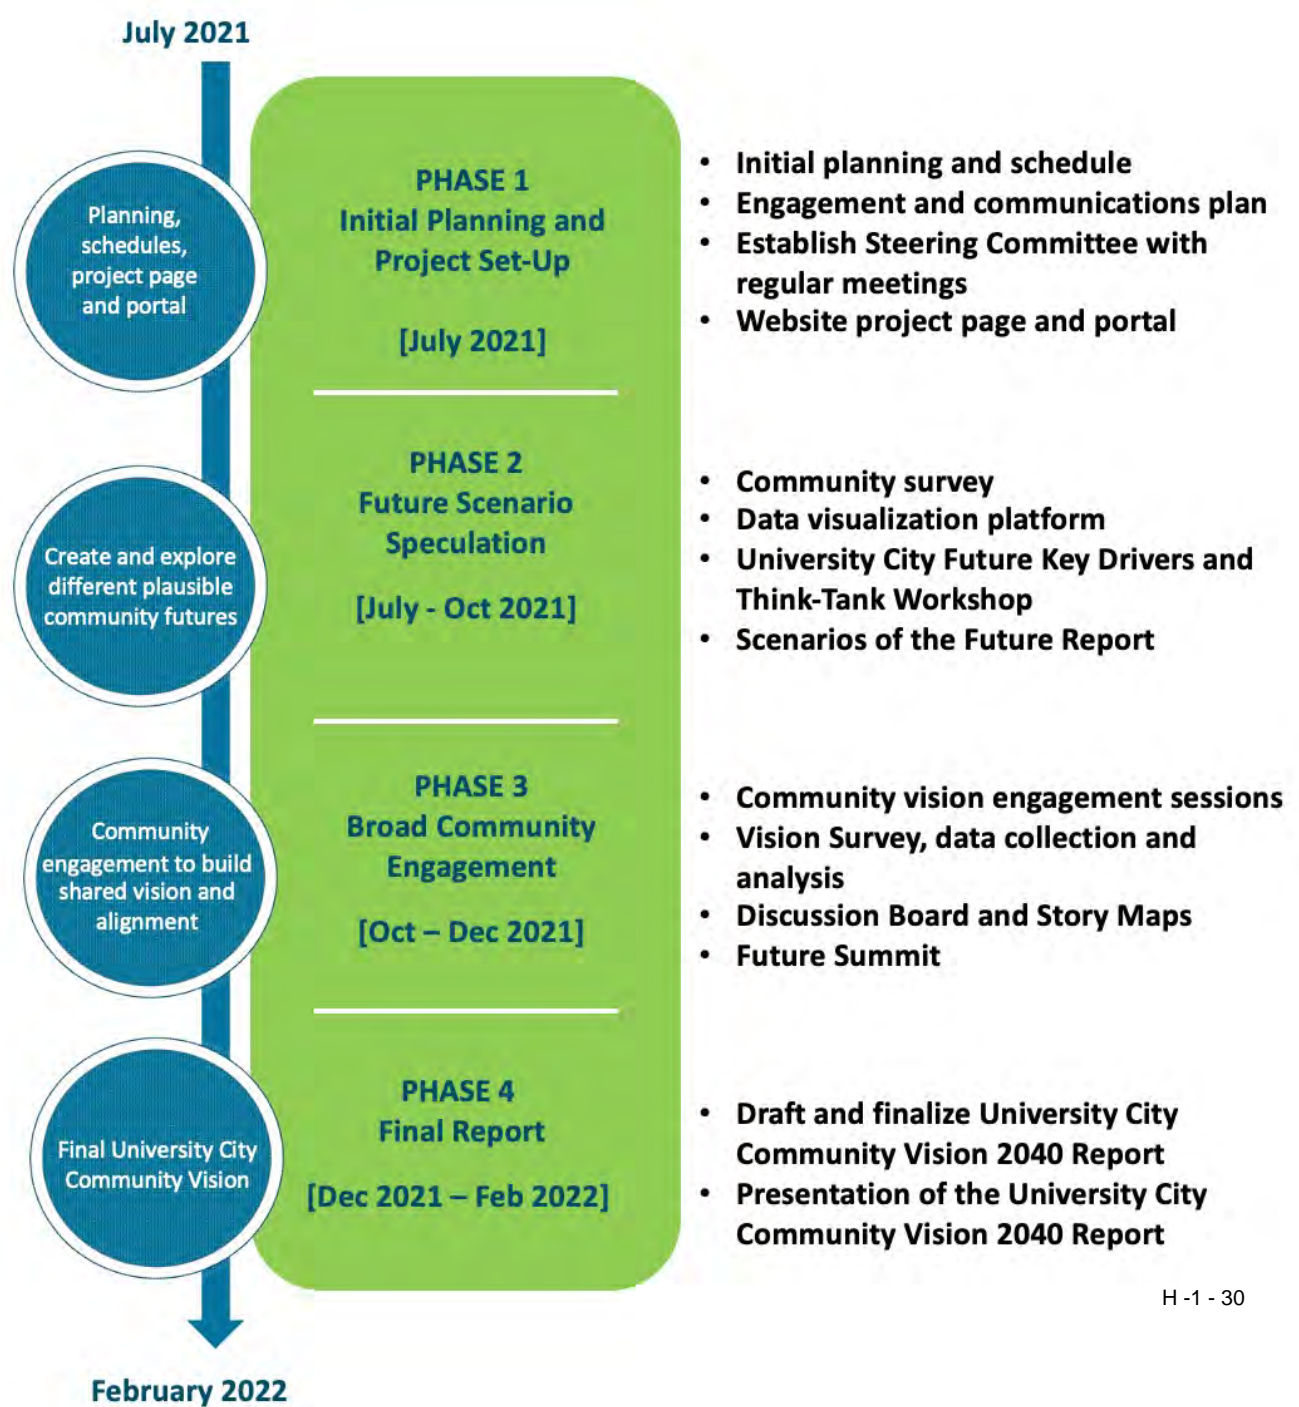 July 2021
Planning,
schedules,
project page
and portal
PHASE 1
Initial Planning and
Project Set-Up
[July 2021]
• Initial planning and schedule
• Engagement and communications plan
• Establish Steering Committee with
regular meetings
• Website project page and portal
Create and explore
different plausible
community futures
PHASE 2
Future Scenario
Speculation
[July - Oct 2021]
• Community survey
• Data visualization platform
• University City Future Key Drivers and
Think-Tank Workshop
• Scenarios of the Future Report
Community
engagement to build
shared vision and
alignment
PHASE 3
Broad Community
Engagement
[Oct – Dec 2021]
• Community vision engagement sessions
• Vision Survey, data collection and
analysis
• Discussion Board and Story Maps
• Future Summit
Final University City
Community Vision
PHASE 4
Final Report
[Dec 2021 – Feb 2022]
• Draft and finalize University City
Community Vision 2040 Report
• Presentation of the University City
Community Vision 2040 Report
H -1 - 30
February 2022